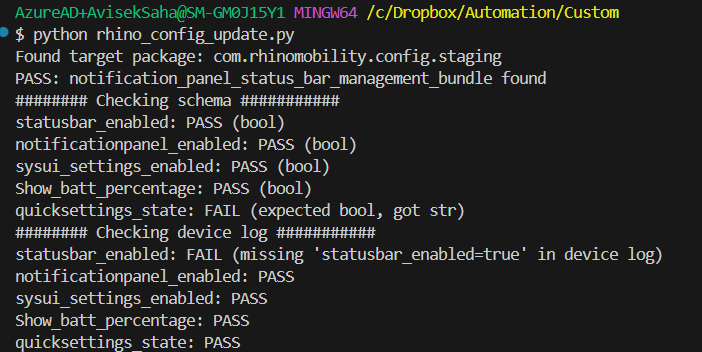 AzureAD+AvisekSaha@SM-GM0J15Y1 MINGW64 /c/Dropbox/Automation/Custom
$ python rhino_config_update.py
Found target package: com.rhinomobility.config.staging
PASS: notification_panel_status_bar_management_bundle found
######## Checking schema ###########
statusbar_enabled: PASS (bool)
notificationpanel_enabled: PASS (bool)
sysui_settings_enabled: PASS (bool)
Show_batt_percentage: PASS (bool)
quicksettings_state: FAIL (expected bool, got str)
######## Checking device log ###########
statusbar_enabled: FAIL (missing 'statusbar_enabled=true' in device log)
notificationpanel_enabled: PASS
sysui_settings_enabled: PASS
Show_batt_percentage: PASS
quicksettings_state: PASS